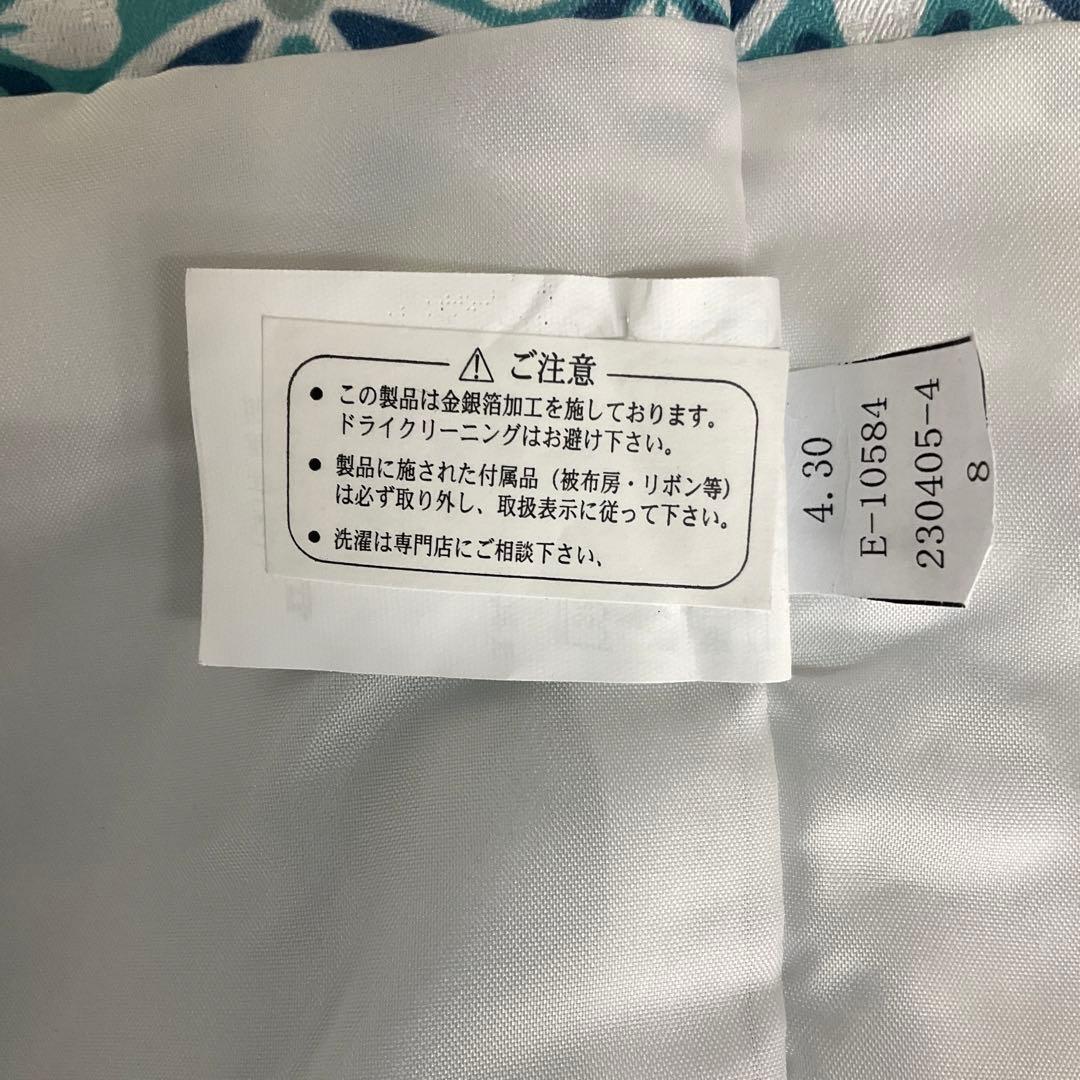 ⚠ ご注意
● この製品は金銀箔加工を施しております。
ドライクリーニングはお避け下さい。
● 製品に施された付属品（被布房・リボン等）
は必ず取り外し、取扱表示に従って下さい。
● 洗濯は専門店にご相談下さい、
4.30
E-10584
230405-4
8